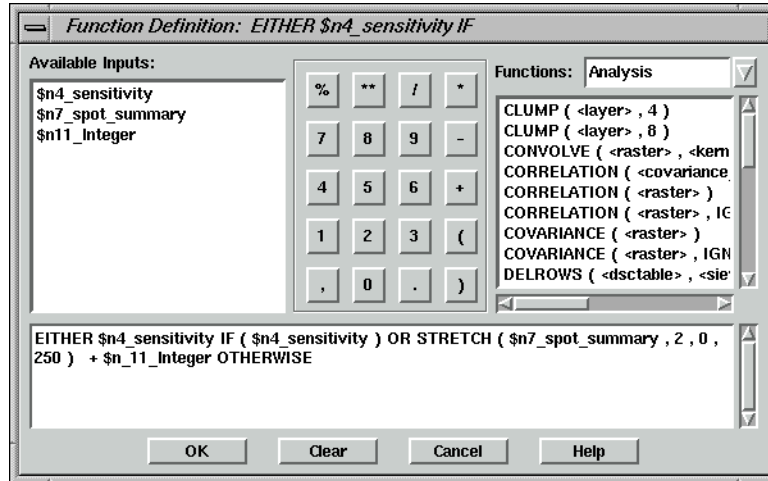 Function Definition: EITHER $n4_sensitivity IF
Available Inputs:
$n4_sensitivity
$n7_spot_summary
$n11_Integer
% ** / *
7 8 9 -
4 5 6 +
1 2 3 (
, 0 . )
Functions: Analysis
CLUMP ( <layer> , 4 )
CLUMP ( <layer> , 8 )
CONVOLVE ( <raster> , <kern
CORRELATION ( <covariance_
CORRELATION ( <raster> )
CORRELATION ( <raster> , IG
COVARIANCE ( <raster> )
COVARIANCE ( <raster> , IGN
DELROWS ( <dsctable> , <sie
EITHER $n4_sensitivity IF ( $n4_sensitivity ) OR STRETCH ( $n7_spot_summary , 2 , 0 ,
250 ) + $n_11_Integer OTHERWISE
OK Clear Cancel Help